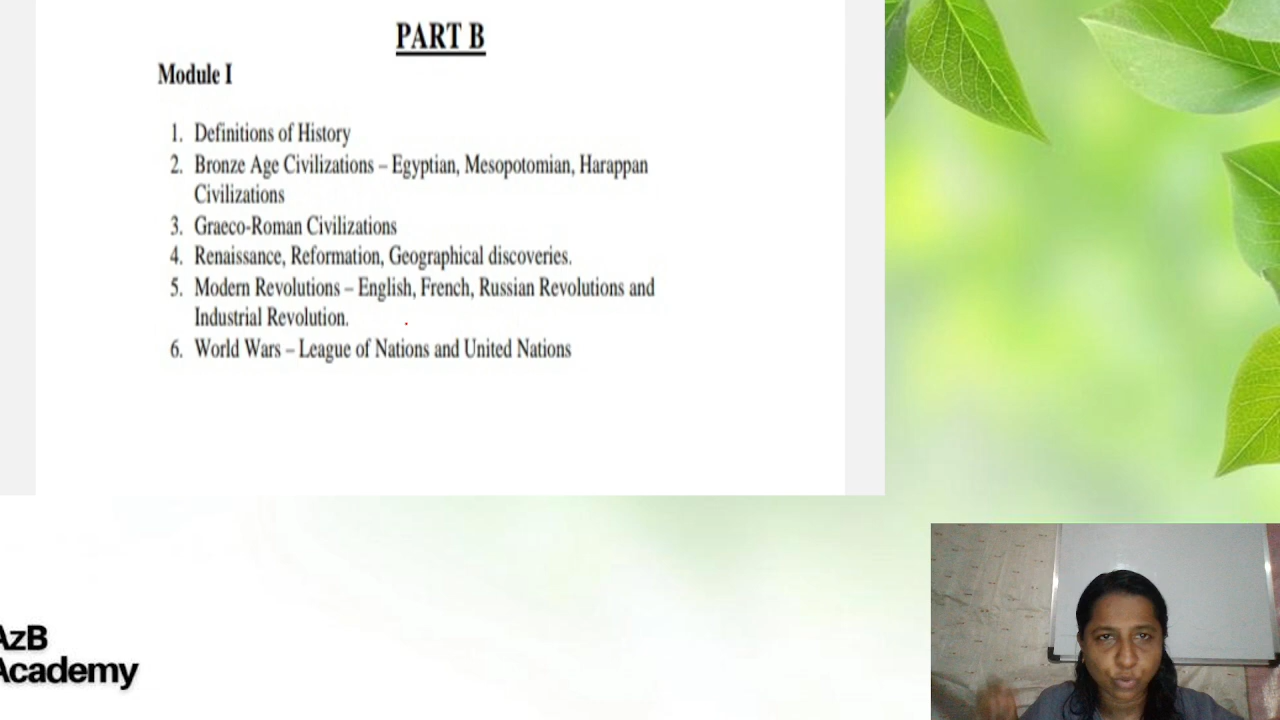 PART B
Module I
1. Definitions of History
2. Bronze Age Civilizations – Egyptian, Mesopotomian, Harappan
Civilizations
3. Graeco-Roman Civilizations
4. Renaissance, Reformation, Geographical discoveries.
5. Modern Revolutions – English, French, Russian Revolutions and
Industrial Revolution.
6. World Wars – League of Nations and United Nations
AzB
Academy